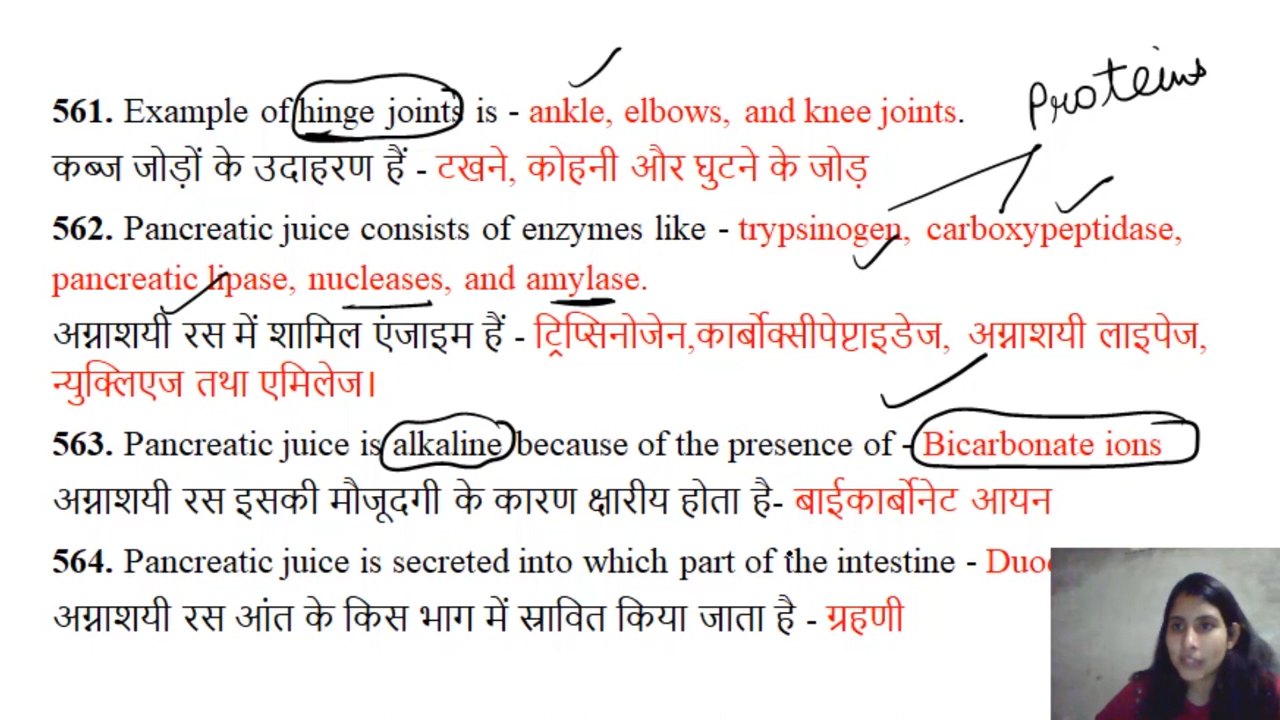 Proteins
561. Example of hinge joints is - ankle, elbows, and knee joints.
कब्ज जोड़ों के उदाहरण हैं - टखने, कोहनी और घुटने के जोड़
562. Pancreatic juice consists of enzymes like - trypsinogen, carboxypeptidase,
pancreatic lipase, nucleases, and amylase.
अग्नाशयी रस में शामिल एंजाइम हैं - ट्रिप्सिनोजेन,कार्बोक्सीपेप्टाइडेज, अग्नाशयी लाइपेज,
न्युक्लिएज तथा एमिलेज।
563. Pancreatic juice is alkaline because of the presence of - Bicarbonate ions
अग्नाशयी रस इसकी मौजूदगी के कारण क्षारीय होता है- बाईकार्बोनेट आयन
564. Pancreatic juice is secreted into which part of the intestine -
अग्नाशयी रस आंत के किस भाग में स्रावित किया जाता है - ग्रहणी